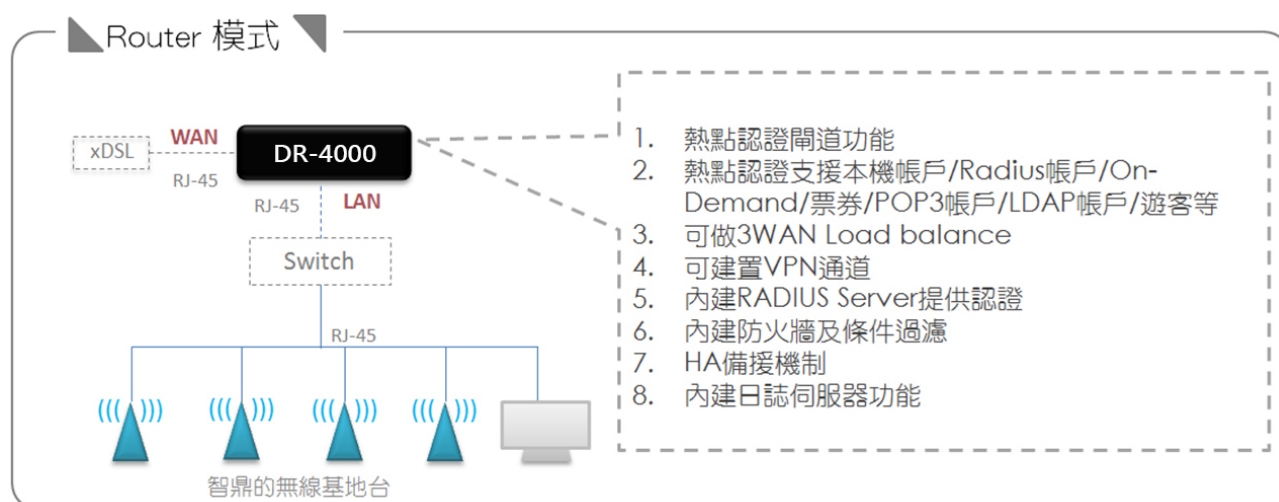 Router 模式
WAN
xDSL
DR-4000
RJ-45
RJ-45
LAN
Switch
RJ-45
智鼎的無線基地台
1. 熱點認證閘道功能
2. 熱點認證支援本機帳戶/Radius帳戶/On-
Demand/票券/POP3帳戶/LDAP帳戶/遊客等
3. 可做3WAN Load balance
4. 可建置VPN通道
5. 內建RADIUS Server提供認證
6. 內建防火牆及條件過濾
7. HA備援機制
8. 內建日誌伺服器功能